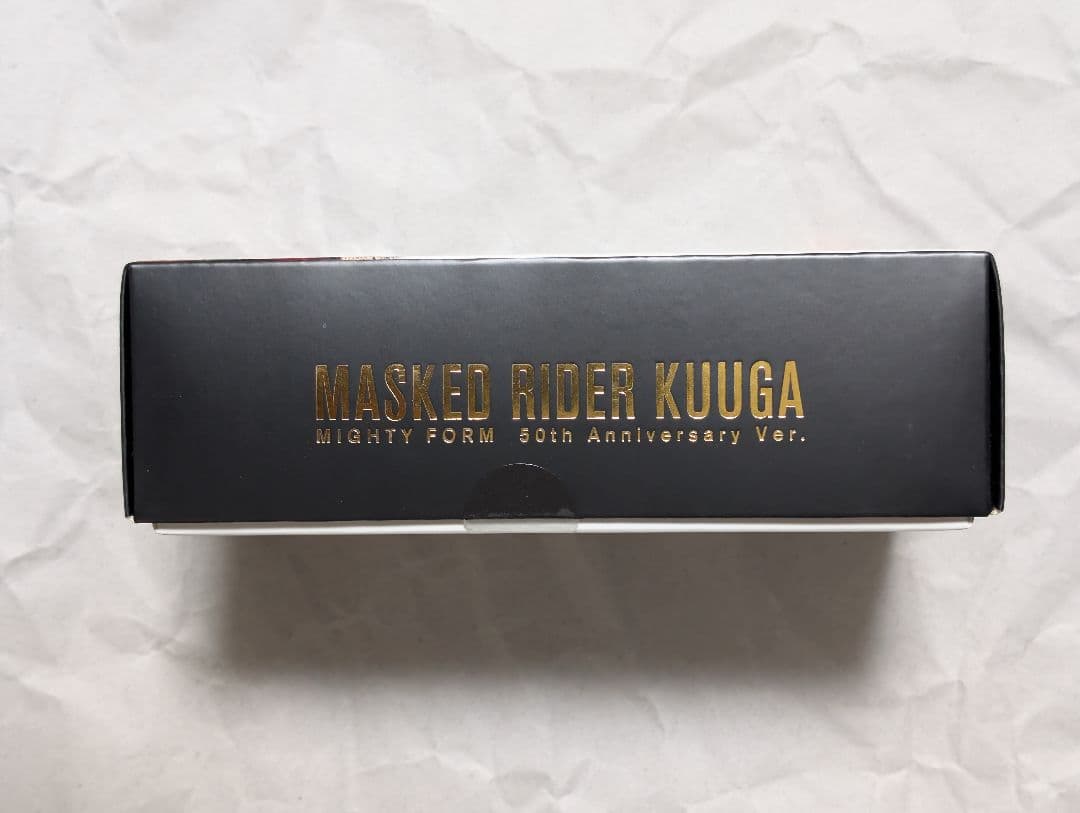 MASKED RIDER KUUGA
MIGHTY FORM 50th Anniversary Ver.